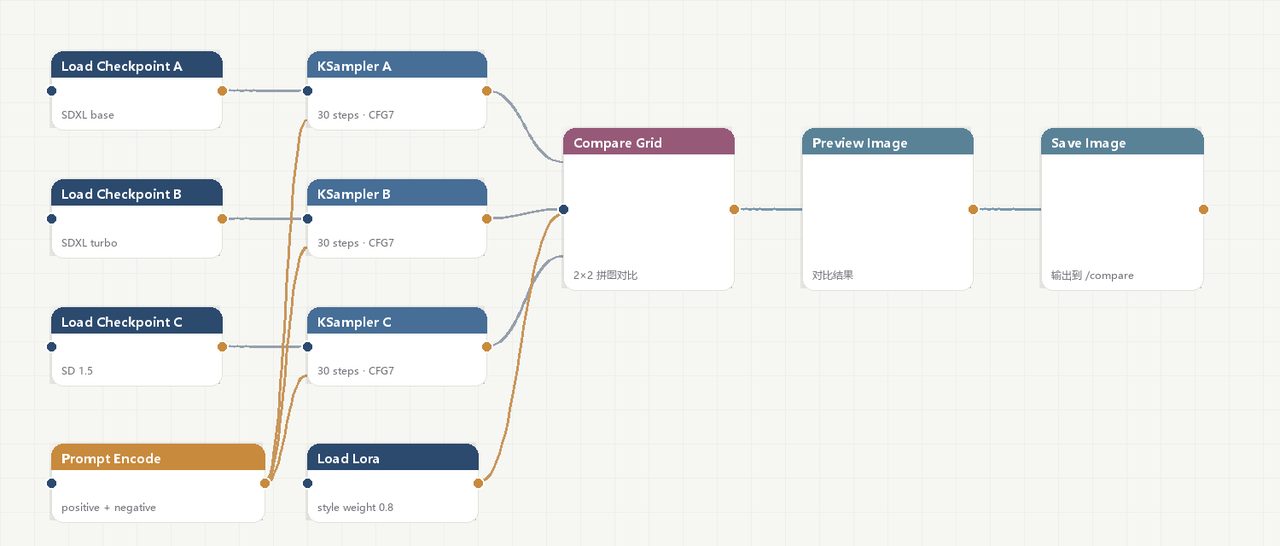 Load Checkpoint A
SDXL base
KSampler A
30 steps · CFG7
Load Checkpoint B
SDXL turbo
KSampler B
30 steps · CFG7
Load Checkpoint C
SD 1.5
KSampler C
30 steps · CFG7
Prompt Encode
positive + negative
Load Lora
style weight 0.8
Compare Grid
2×2 拼图对比
Preview Image
对比结果
Save Image
输出到 /compare